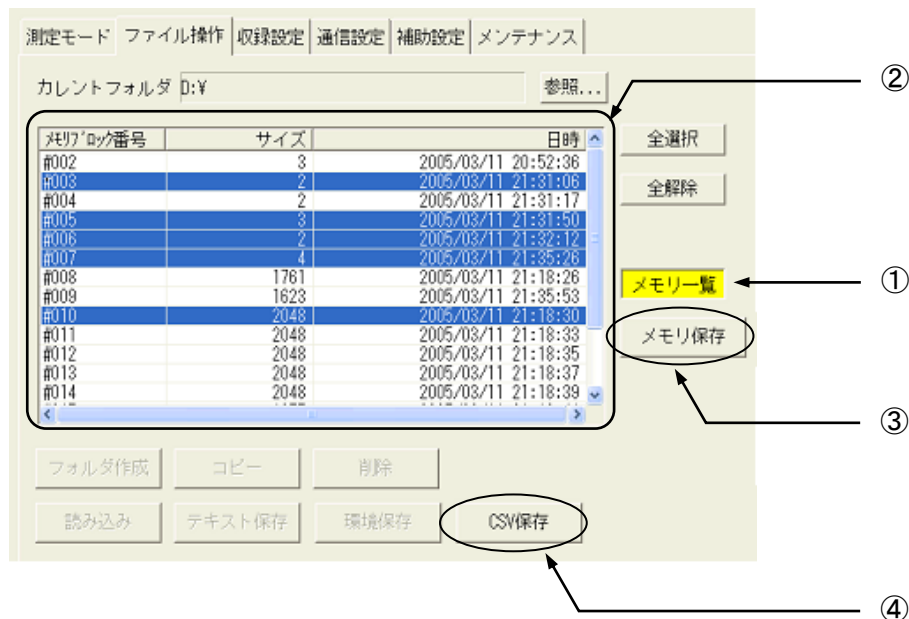 測定モード ファイル操作 収録設定 通信設定 補助設定 メンテナンス
カレントフォルダ D:¥ 参照...
②
ﾒﾓﾘﾌﾞﾛｯｸ番号 サイズ 日時
全選択
#002 3 2005/03/11 20:52:36
#003 2 2005/03/11 21:31:06
全解除
#004 2 2005/03/11 21:31:17
#005 3 2005/03/11 21:31:50
#006 2 2005/03/11 21:32:12
#007 4 2005/03/11 21:35:26
#008 1761 2005/03/11 21:18:26
メモリ一覧 ①
#009 1623 2005/03/11 21:35:53
#010 2048 2005/03/11 21:18:30
#011 2048 2005/03/11 21:18:33
メモリ保存
#012 2048 2005/03/11 21:18:35
#013 2048 2005/03/11 21:18:37
#014 2048 2005/03/11 21:18:39
③
フォルダ作成 コピー 削除
読み込み テキスト保存 環境保存 CSV保存
④